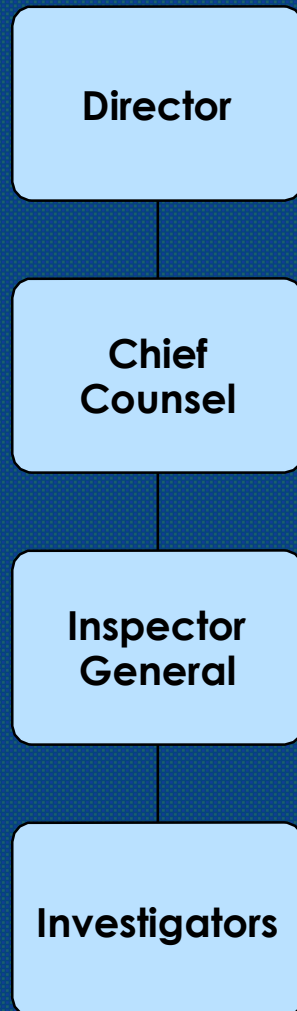 Director
Chief
Counsel
Inspector
General
Investigators